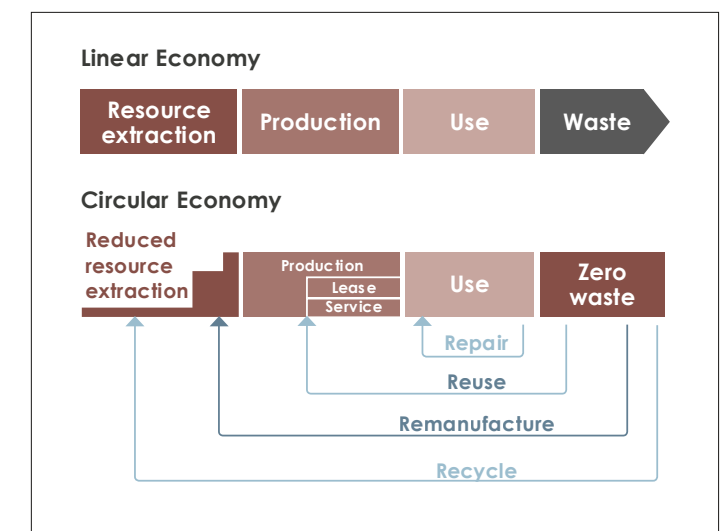 Linear Economy
Resource
extraction
Production
Use
Waste
Circular Economy
Reduced
resource
extraction
Production
Lease
Service
Use
Zero
waste
Repair
Reuse
Remanufacture
Recycle